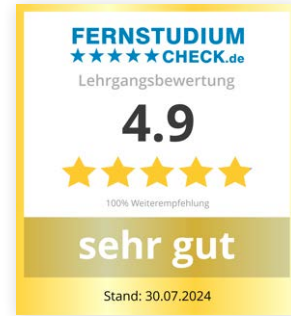 FERNSTUDIUM
★★★★★CHECK.de
Lehrgangsbewertung
4.9
100% Weiterempfehlung
sehr gut
Stand: 30.07.2024